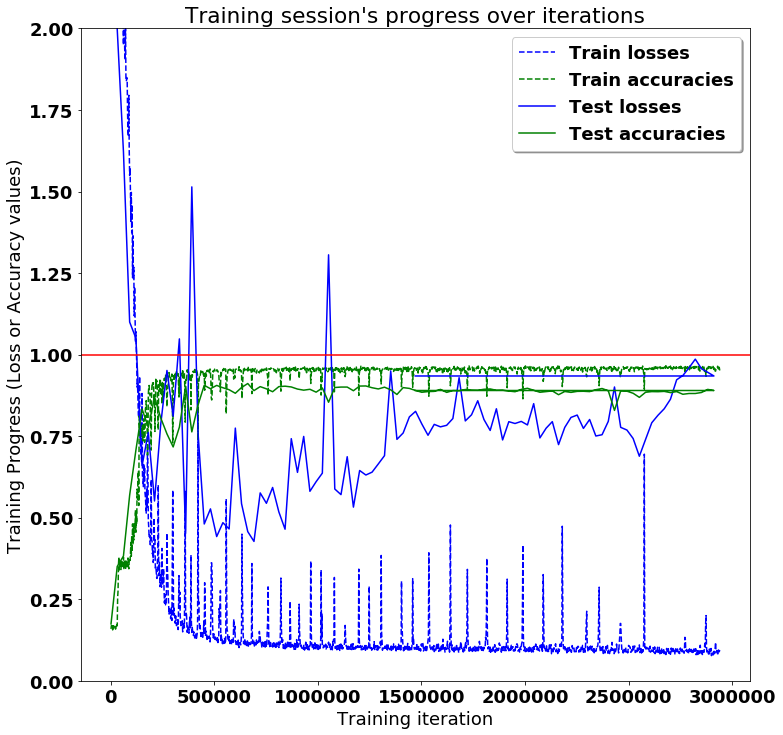 Training session's progress over iterations
Train losses
Train accuracies
Test losses
Test accuracies
Training Progress (Loss or Accuracy values)
2.00
1.75
1.50
1.25
1.00
0.75
0.50
0.25
0.00
0 500000 1000000 1500000 2000000 2500000 3000000
Training iteration